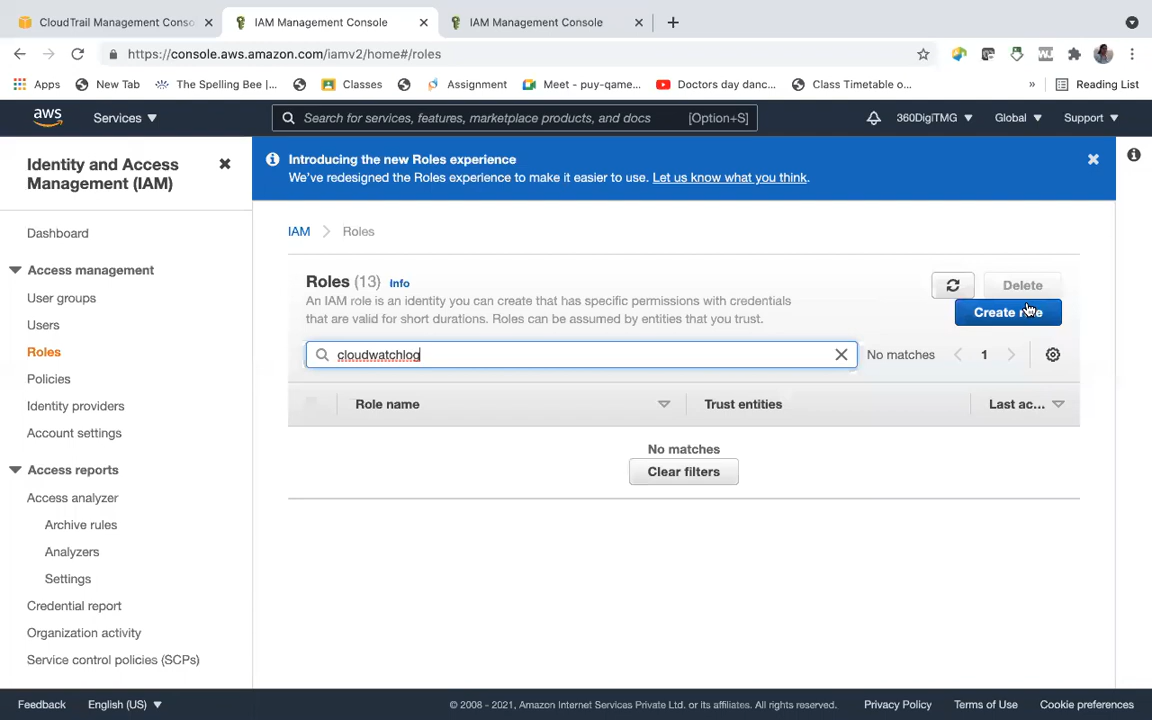 CloudTrail Management Conso
IAM Management Console
IAM Management Console
https://console.aws.amazon.com/iamv2/home#/roles
Apps
New Tab
The Spelling Bee |...
Classes
Assignment
Meet - puy-game...
Doctors day danc...
Class Timetable o...
»
Reading List
aws
Services
Search for services, features, marketplace products, and docs
[Option+S]
360DigiTMG
Global
Support
Identity and Access
Management (IAM)
Dashboard
Access management
User groups
Users
Roles
Policies
Identity providers
Account settings
Access reports
Access analyzer
Archive rules
Analyzers
Settings
Credential report
Organization activity
Service control policies (SCPs)
Introducing the new Roles experience
We've redesigned the Roles experience to make it easier to use. Let us know what you think.
IAM > Roles
Roles (13) Info
An IAM role is an identity you can create that has specific permissions with credentials
that are valid for short durations. Roles can be assumed by entities that you trust.
Delete
Create role
cloudwatchlog
No matches
1
Role name
Trust entities
Last ac...
No matches
Clear filters
Feedback
English (US)
© 2008 - 2021, Amazon Internet Services Private Ltd. or its affiliates. All rights reserved.
Privacy Policy
Terms of Use
Cookie preferences